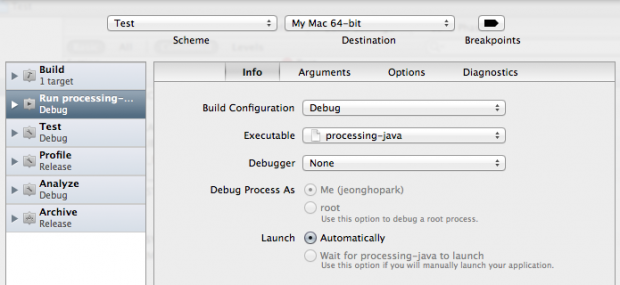 Test
My Mac 64-bit
Scheme
Destination
Breakpoints
Build
1 target
Run processing-...
Debug
Test
Debug
Profile
Release
Analyze
Debug
Archive
Release
Info
Arguments
Options
Diagnostics
Build Configuration
Debug
Executable
processing-java
Debugger
None
Debug Process As
Me (jeonghopark)
root
Use this option to debug a root process.
Launch
Automatically
Wait for processing-java to launch
Use this option if you will manually launch your application.